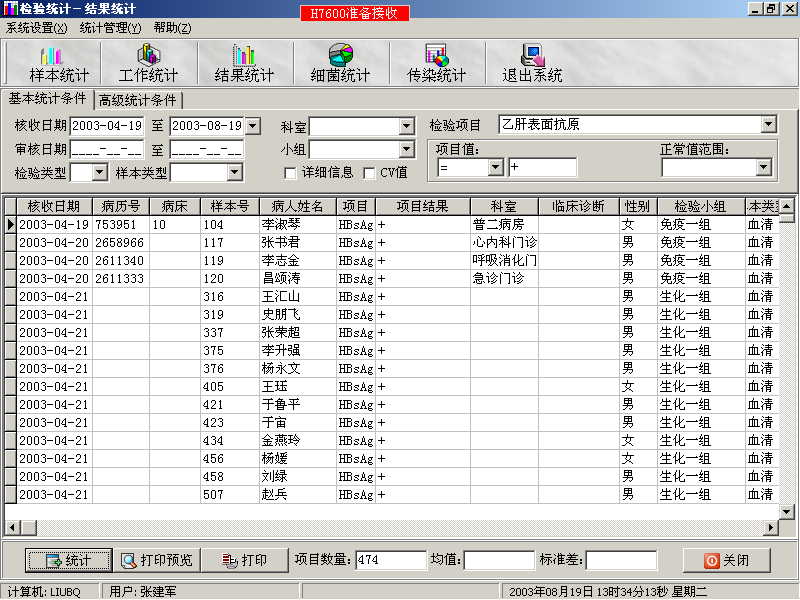 检验统计－结果统计
H7600准备接收
系统设置(X) 统计管理(Y) 帮助(Z)
样本统计 工作统计 结果统计 细菌统计 传染统计 退出系统
基本统计条件 高级统计条件
核收日期 2003-04-19 至 2003-08-19 科室 检验项目 乙肝表面抗原
审核日期 ____-__-__ 至 ____-__-__ 小组 项目值: 正常值范围:
检验类型 样本类型 详细信息 CV值 = +
核收日期 病历号 病床 样本号 病人姓名 项目 项目结果 科室 临床诊断 性别 检验小组 本类型
2003-04-19 753951 10 104 李淑琴 HBsAg + 普二病房 女 免疫一组 血清
2003-04-20 2658966 117 张书君 HBsAg + 心内科门诊 男 免疫一组 血清
2003-04-20 2611340 119 李志金 HBsAg + 呼吸消化门 男 免疫一组 血清
2003-04-20 2611333 120 昌颂涛 HBsAg + 急诊门诊 男 免疫一组 血清
2003-04-21 316 王汇山 HBsAg + 男 生化一组 血清
2003-04-21 319 史朋飞 HBsAg + 男 生化一组 血清
2003-04-21 337 张荣超 HBsAg + 男 生化一组 血清
2003-04-21 375 李升强 HBsAg + 男 生化一组 血清
2003-04-21 376 杨永文 HBsAg + 男 生化一组 血清
2003-04-21 405 王珏 HBsAg + 女 生化一组 血清
2003-04-21 421 于鲁平 HBsAg + 男 生化一组 血清
2003-04-21 423 于宙 HBsAg + 男 生化一组 血清
2003-04-21 434 金燕玲 HBsAg + 女 生化一组 血清
2003-04-21 456 杨媛 HBsAg + 女 生化一组 血清
2003-04-21 458 刘绿 HBsAg + 男 生化一组 血清
2003-04-21 507 赵兵 HBsAg + 男 生化一组 血清
统计 打印预览 打印 项目数量: 474 均值: 标准差: 关闭
计算机: LIUBQ 用户: 张建军 2003年08月19日 13时34分13秒 星期二